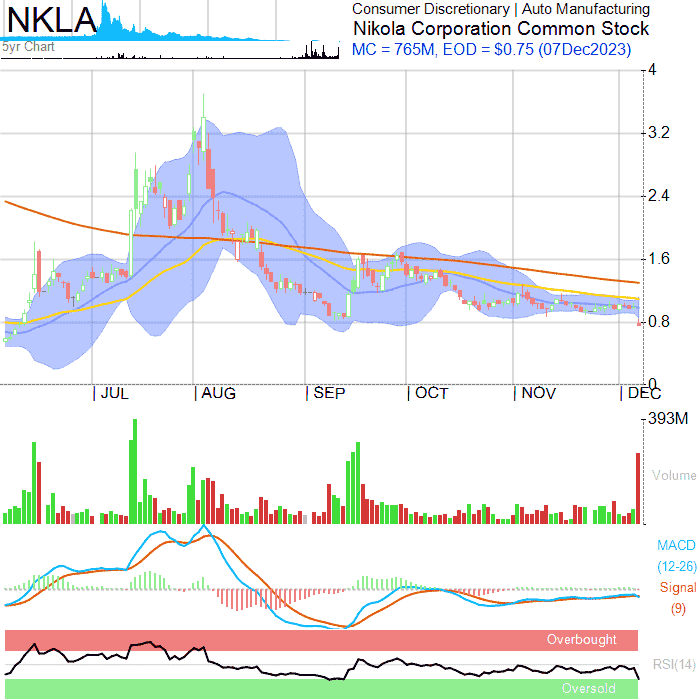 NKLA
5yr Chart
Consumer Discretionary | Auto Manufacturing
Nikola Corporation Common Stock
MC = 765M, EOD = $0.75 (07Dec2023)
4
3.2
2.4
1.6
0.8
0
| JUL | AUG | SEP | OCT | NOV | DEC
393M
Volume
MACD
(12-26)
Signal
(9)
Overbought
RSI(14)
Oversold